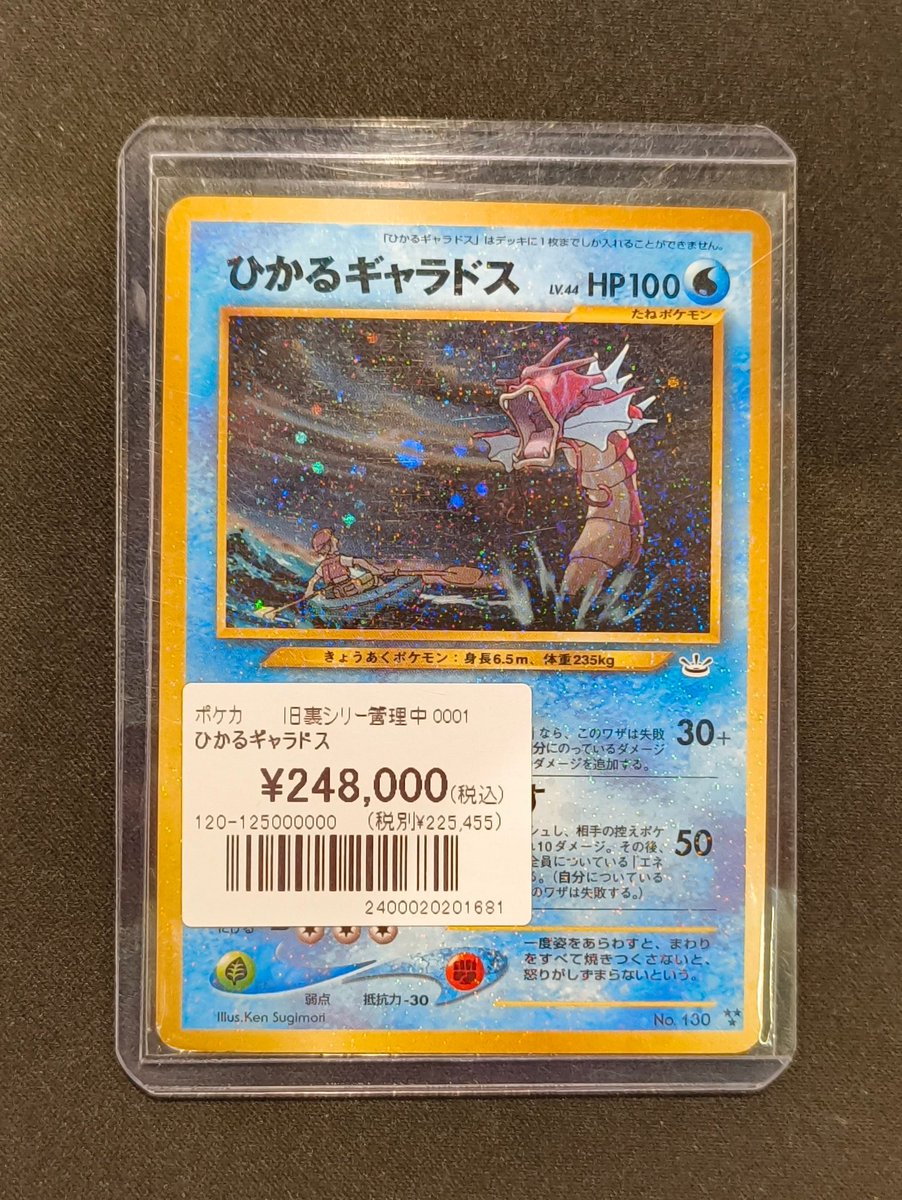 「ひかるギャラドス」はデッキに1枚までしか入れることができません。
ひかるギャラドス LV.44 HP100
たねポケモン
きょうあくポケモン：身長6.5m、体重235kg
ポケカ 旧裏シリー管理中 0001
ひかるギャラドス
¥248,000(税込)
120-125000000 (税別¥225,455)
2400020201681
なら、このワザは失敗
分にのっているダメージ
ダメージを追加する。
30+
す
シュし、相手の控えポケ
10ダメージ。その後、
全員についている「エネ
。（自分についている
のワザは失敗する。）
50
にげる
一度姿をあらわすと、まわり
をすべて焼きつくさないと、
怒りがしずまらないという。
弱点 抵抗力 -30
Illus.Ken Sugimori
No. 130